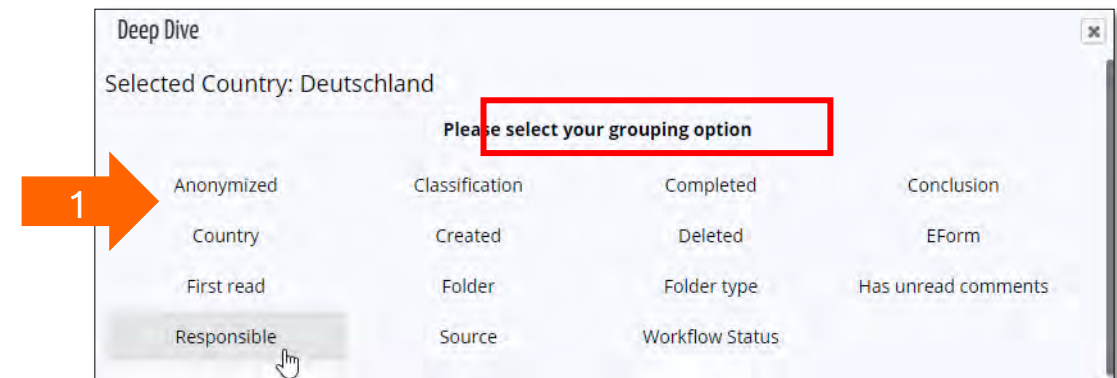 Deep Dive
Selected Country: Deutschland
Please select your grouping option
1
Anonymized Classification Completed Conclusion
Country Created Deleted EForm
First read Folder Folder type Has unread comments
Responsible Source Workflow Status